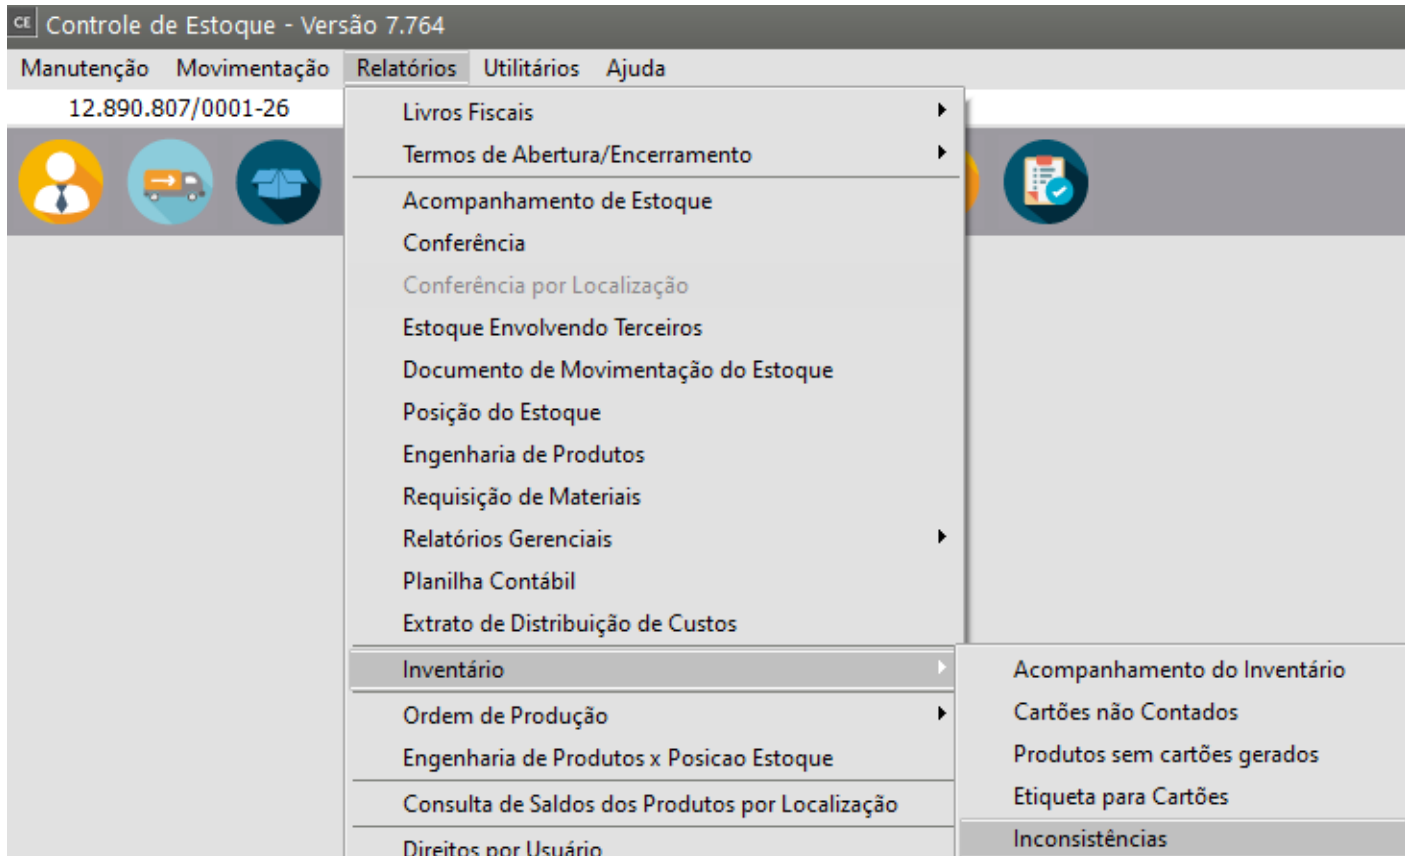 CE Controle de Estoque - Versão 7.764
Manutenção Movimentação Relatórios Utilitários Ajuda
12.890.807/0001-26
Livros Fiscais
Termos de Abertura/Encerramento
Acompanhamento de Estoque
Conferência
Conferência por Localização
Estoque Envolvendo Terceiros
Documento de Movimentação do Estoque
Posição do Estoque
Engenharia de Produtos
Requisição de Materiais
Relatórios Gerenciais
Planilha Contábil
Extrato de Distribuição de Custos
Inventário
Ordem de Produção
Engenharia de Produtos x Posicao Estoque
Consulta de Saldos dos Produtos por Localização
Direitos por Usuário
Acompanhamento do Inventário
Cartões não Contados
Produtos sem cartões gerados
Etiqueta para Cartões
Inconsistências